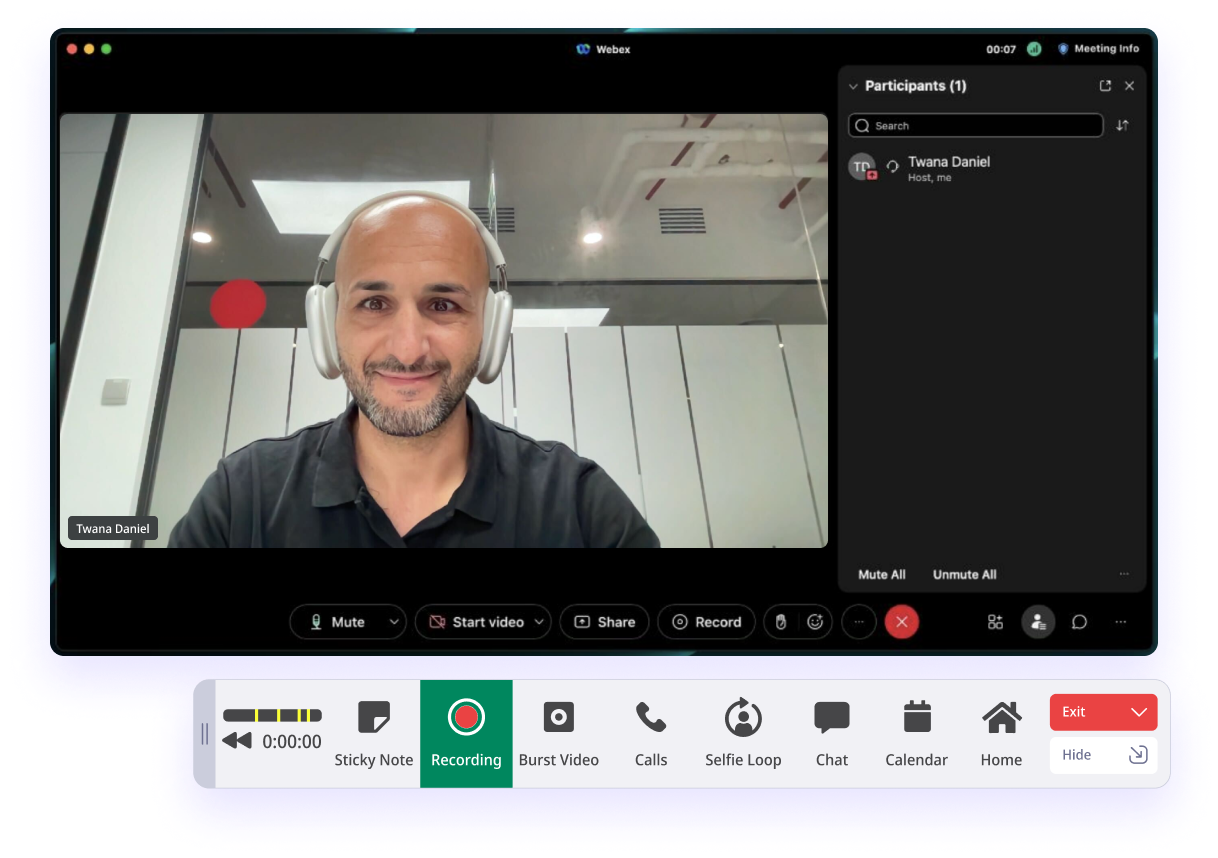 Webex
00:07
Meeting Info
Participants (1)
Search
TD
Twana Daniel
Host, me
Twana Daniel
Mute All
Unmute All
Mute
Start video
Share
Record
0:00:00
Sticky Note
Recording
Burst Video
Calls
Selfie Loop
Chat
Calendar
Home
Exit
Hide